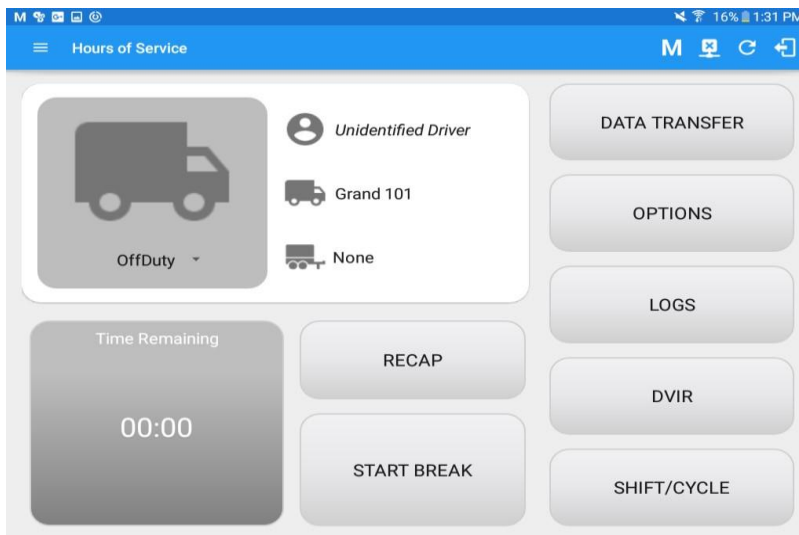 M 16% 1:31 PM
Hours of Service M
Unidentified Driver
Grand 101
OffDuty
None
Time Remaining
00:00
RECAP
START BREAK
DATA TRANSFER
OPTIONS
LOGS
DVIR
SHIFT/CYCLE